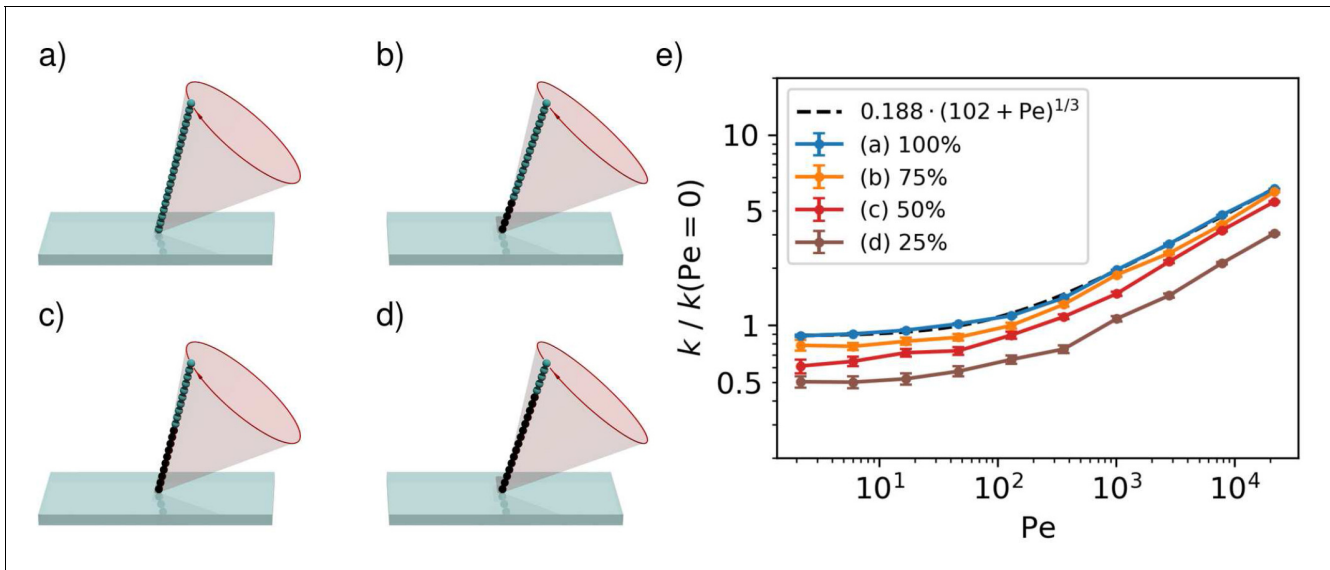 a)
b)
c)
d)
e)
k / k(Pe = 0)
10
5
1
0.5
0.188 · (102 + Pe)^{1/3}
(a) 100%
(b) 75%
(c) 50%
(d) 25%
10^1
10^2
10^3
10^4
Pe